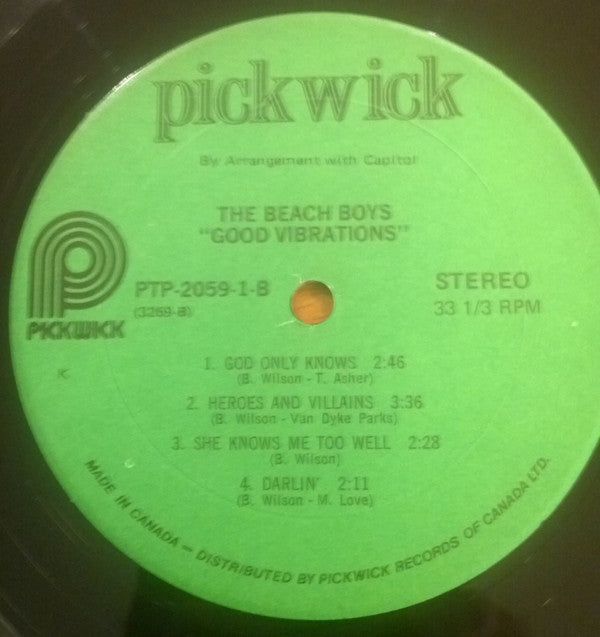 pickwick
By Arrangement with Capitol
THE BEACH BOYS
"GOOD VIBRATIONS"
PICKWICK
PTP-2059-1-B
(3269-B)
STEREO
33 1/3 RPM
K
1. GOD ONLY KNOWS 2:46
(B. Wilson - T. Asher)
2. HEROES AND VILLAINS 3:36
(B. Wilson - Van Dyke Parks)
3. SHE KNOWS ME TOO WELL 2:28
(B. Wilson)
4. DARLIN' 2:11
(B. Wilson - M. Love)
MADE IN CANADA — DISTRIBUTED BY PICKWICK RECORDS OF CANADA LTD.